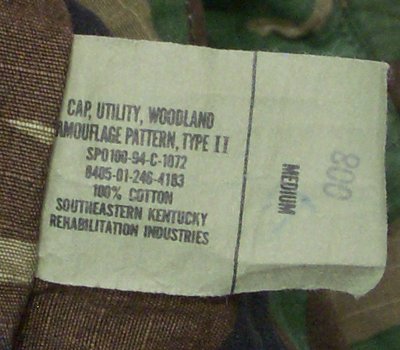 CAP, UTILITY, WOODLAND
CAMOUFLAGE PATTERN, TYPE II
SPO100-94-C-1072
8405-01-246-4183
100% COTTON
SOUTHEASTERN KENTUCKY
REHABILITATION INDUSTRIES
MEDIUM
008